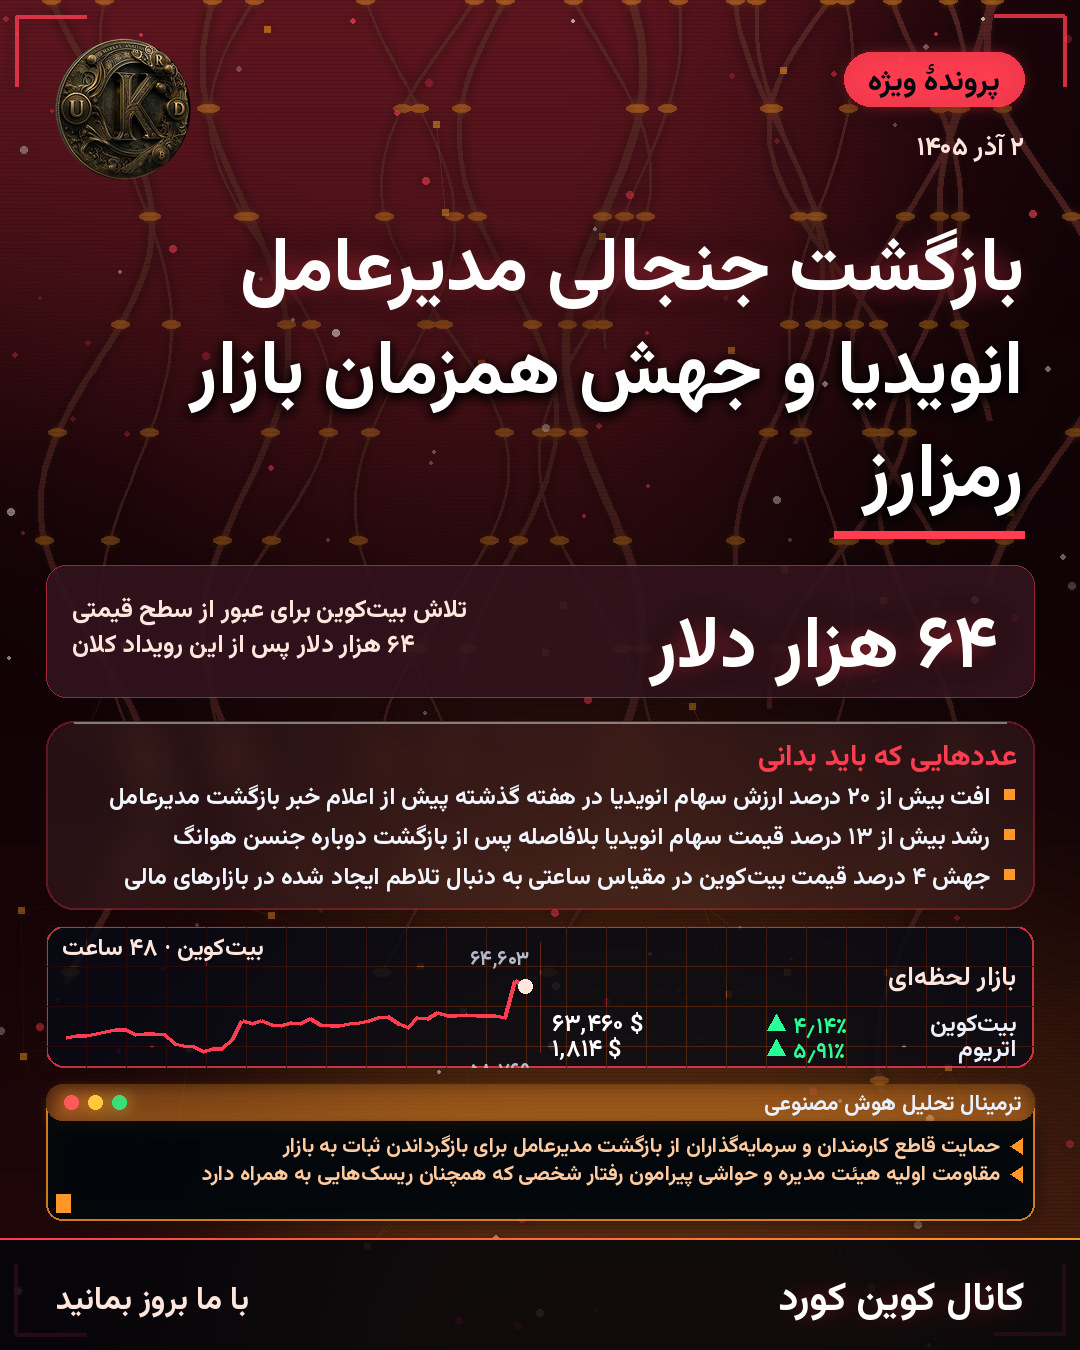 پروندهٔ ویژه
۲ آذر ۱۴۰۵
بازگشت جنجالی مدیرعامل
انویدیا و جهش همزمان بازار
رمزارز
۶۴ هزار دلار
تلاش بیت‌کوین برای عبور از سطح قیمتی
۶۴ هزار دلار پس از این رویداد کلان
عددهایی که باید بدانی
افت بیش از ۲۰ درصد ارزش سهام انویدیا در هفته گذشته پیش از اعلام خبر بازگشت مدیرعامل
رشد بیش از ۱۳ درصد قیمت سهام انویدیا بلافاصله پس از بازگشت دوباره جنسن هوانگ
جهش ۴ درصد قیمت بیت‌کوین در مقیاس ساعتی به دنبال تلاطم ایجاد شده در بازارهای مالی
بازار لحظه‌ای
بیت‌کوین ▲ ۴٫۱۴٪ ۶۳,۴۶۰ $
اتریوم ▲ ۵٫۹۱٪ ۱,۸۱۴ $
بیت‌کوین · ۴۸ ساعت
۶۴,۶۰۳
ترمینال تحلیل هوش مصنوعی
حمایت قاطع کارمندان و سرمایه‌گذاران از بازگشت مدیرعامل برای بازگرداندن ثبات به بازار
مقاومت اولیه هیئت مدیره و حواشی پیرامون رفتار شخصی که همچنان ریسک‌هایی به همراه دارد
کانال کوین کورد
با ما بروز بمانید